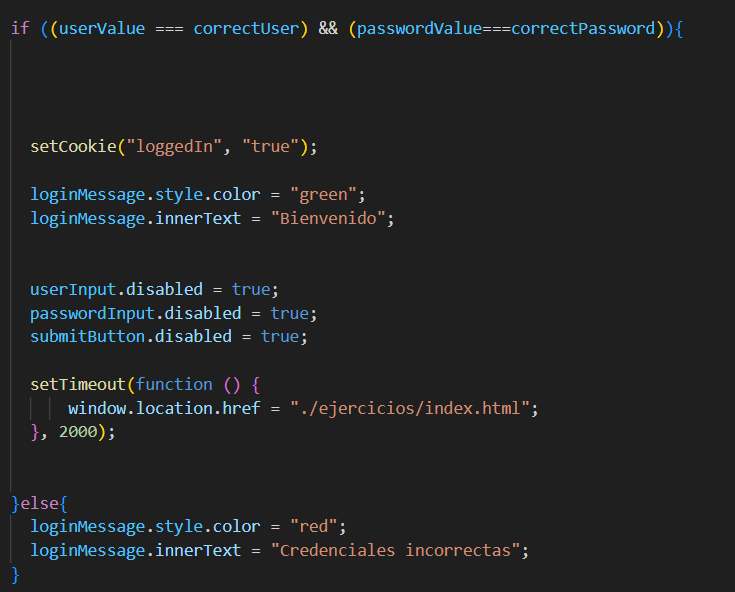 if ((userValue === correctUser) && (passwordValue===correctPassword)){
setCookie("loggedIn", "true");
loginMessage.style.color = "green";
loginMessage.innerText = "Bienvenido";
userInput.disabled = true;
passwordInput.disabled = true;
submitButton.disabled = true;
setTimeout(function () {
window.location.href = "./ejercicios/index.html";
}, 2000);
}else{
loginMessage.style.color = "red";
loginMessage.innerText = "Credenciales incorrectas";
}